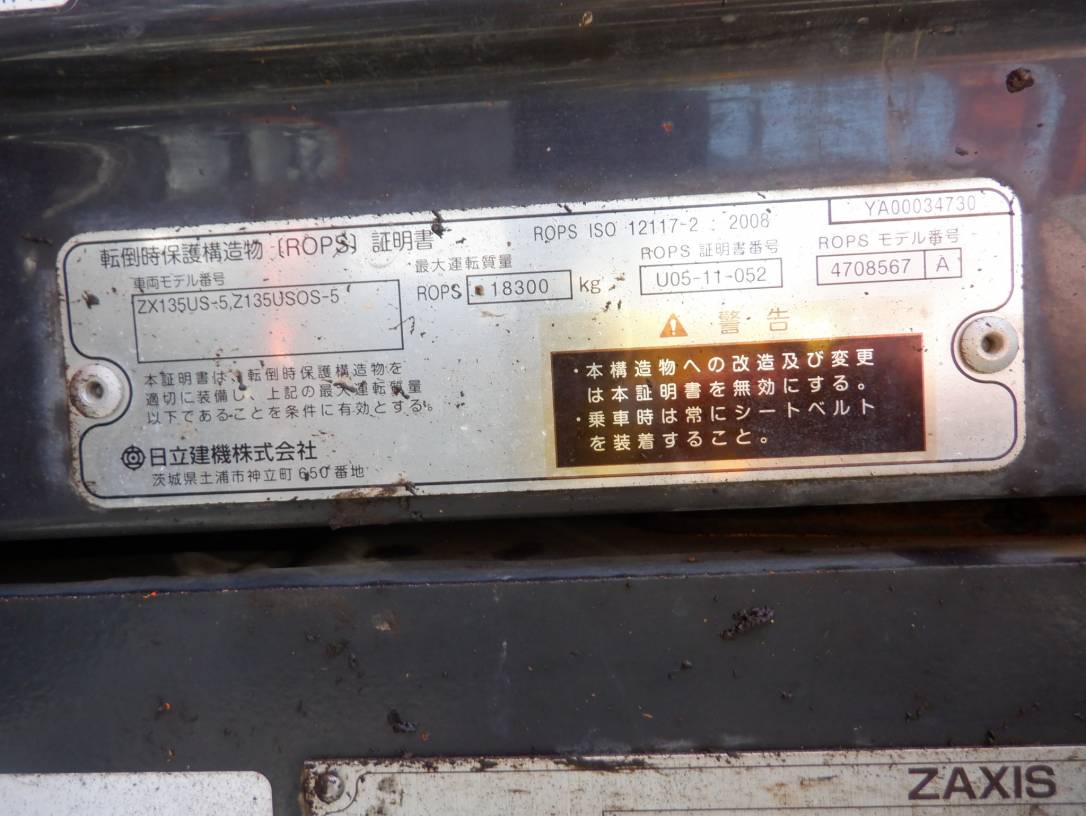 YA00034730
転倒時保護構造物〔ROPS〕証明書
ROPS ISO 12117-2 : 2008
車両モデル番号
ZX135US-5,Z135USOS-5
最大運転質量
ROPS 18300 kg
ROPS 証明書番号
U05-11-052
ROPS モデル番号
4708567 A
本証明書は、転倒時保護構造物を
適切に装備し、上記の最大運転質量
以下であることを条件に有効とする。
日立建機株式会社
茨城県土浦市神立町 650 番地
警告
・本構造物への改造及び変更
は本証明書を無効にする。
・乗車時は常にシートベルト
を装着すること。
ZAXIS